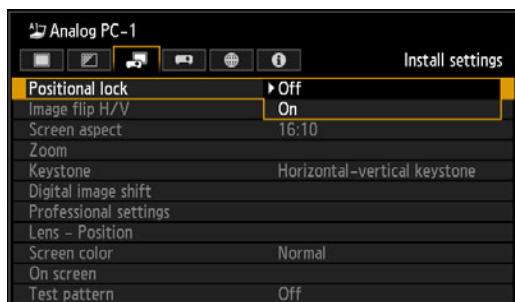 Analog PC-1
Install settings
Positional lock Off
On
Image flip H/V
Screen aspect 16:10
Zoom
Keystone Horizontal-vertical keystone
Digital image shift
Professional settings
Lens - Position
Screen color Normal
On screen
Test pattern Off